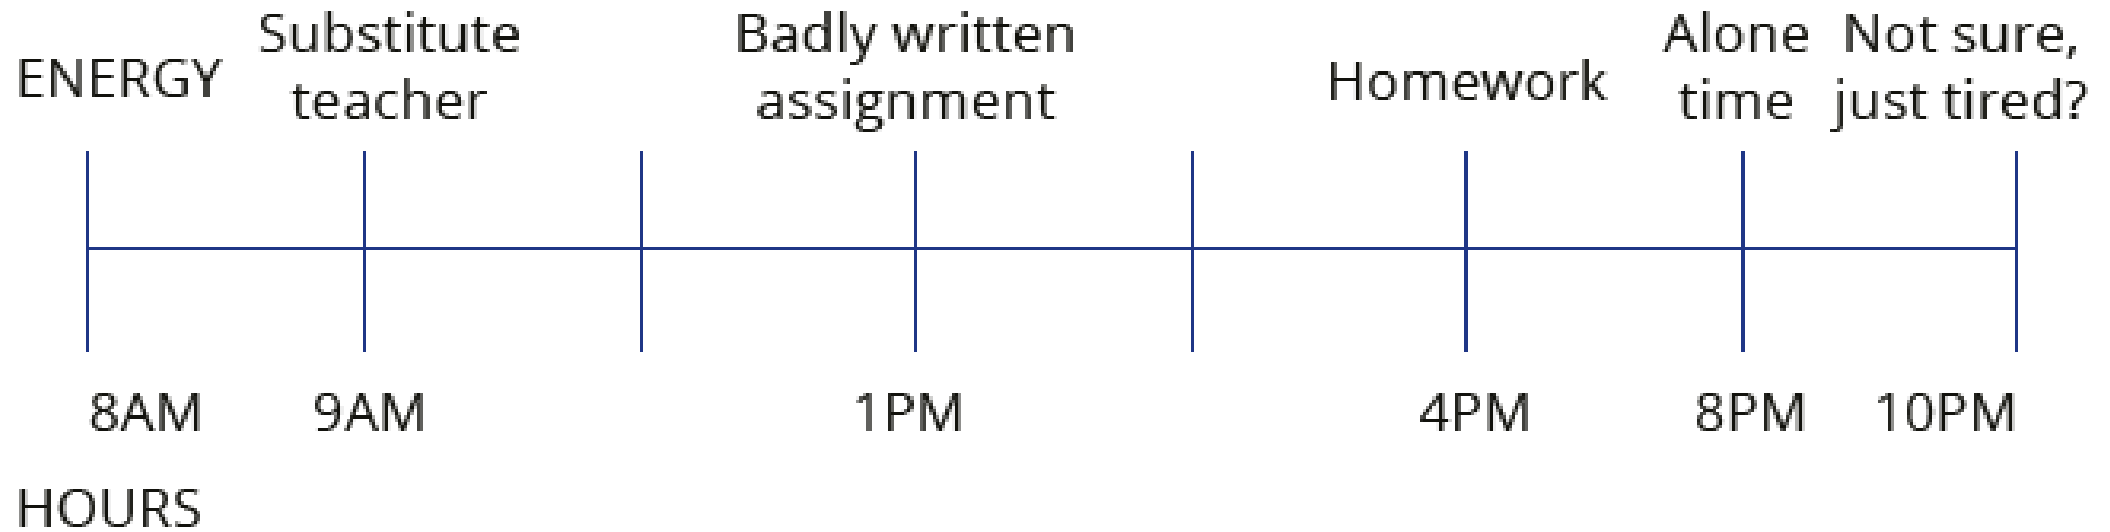 ENERGY
Substitute
teacher
Badly written
assignment
Homework
Alone
time
Not sure,
just tired?
8AM
9AM
1PM
4PM
8PM
10PM
HOURS